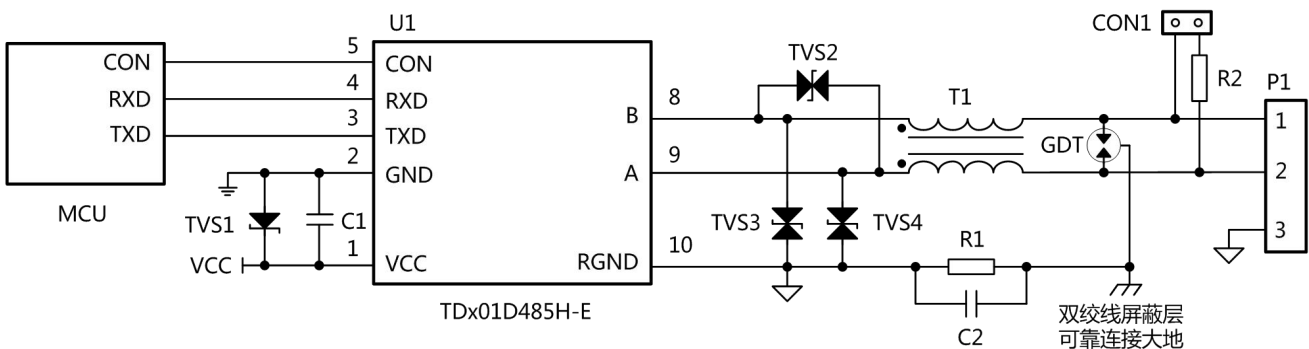 U1
CON1
MCU
CON
RXD
TXD
5
4
3
2
1
CON
RXD
TXD
GND
VCC
B
A
RGND
8
9
10
TDx01D485H-E
TVS1
C1
VCC
TVS2
TVS3
TVS4
T1
GDT
R2
P1
1
2
3
R1
C2
双绞线屏蔽层
可靠连接大地